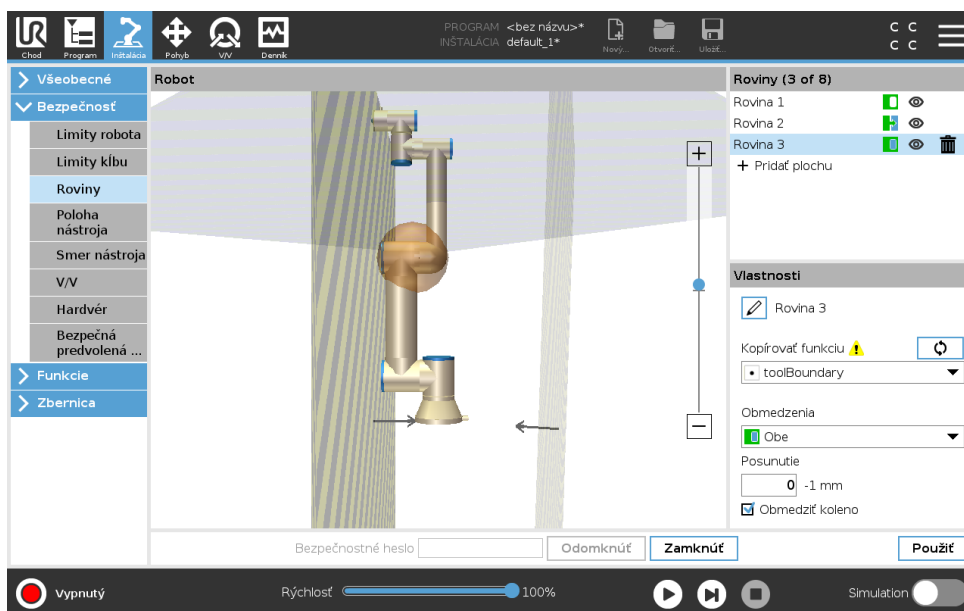 PROGRAM <bez názvu>*
INŠTALÁCIA default_1*
Chod Program Inštalácia Pohyb V/V Denník Nový... Otvoriť... Uložiť...
C C
C C
Všeobecné
Bezpečnosť
Limity robota
Limity kĺbu
Roviny
Poloha
nástroja
Smer nástroja
V/V
Hardvér
Bezpečná
predvolená ...
Funkcie
Zbernica
Robot
Roviny (3 of 8)
Rovina 1
Rovina 2
Rovina 3
Pridať plochu
Vlastnosti
Rovina 3
Kopírovať funkciu
toolBoundary
Obmedzenia
Obe
Posunutie
0 -1 mm
Obmedziť koleno
Bezpečnostné heslo Odomknúť Zamknúť Použiť
Vypnutý Rýchlosť 100% Simulation